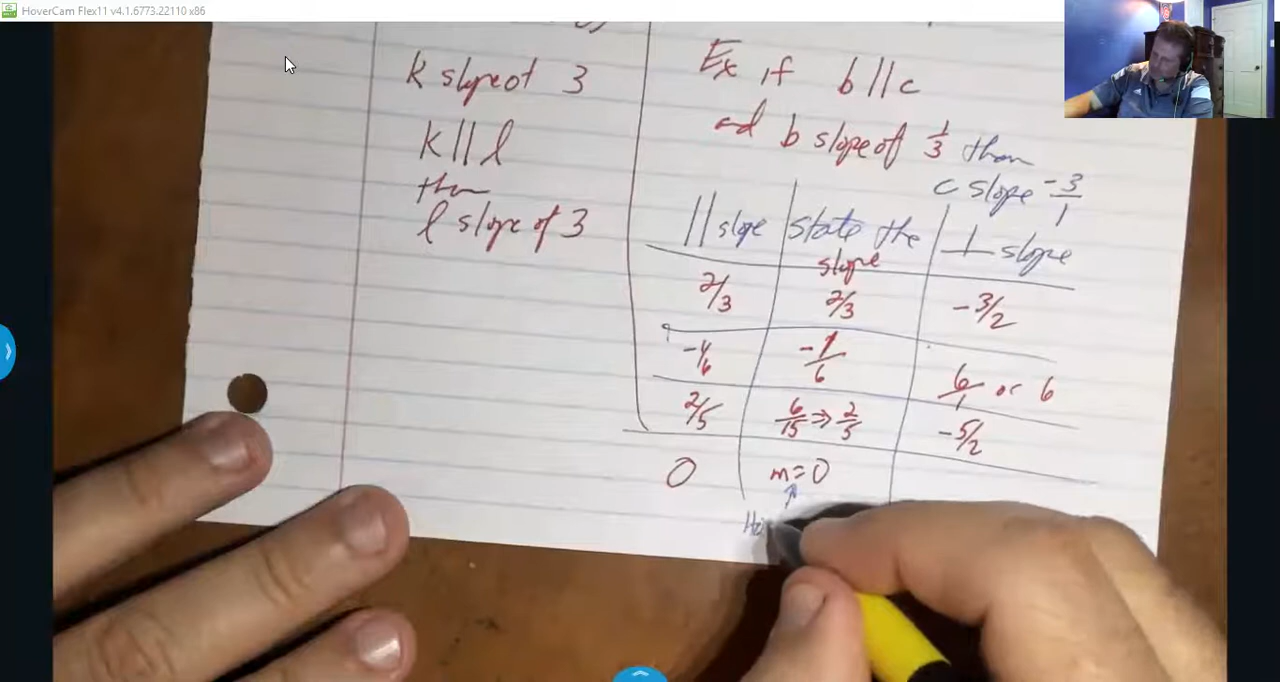 HoverCam Flex11 v4.1.6773.22110 x86
k slope of 3
k || l
then
l slope of 3
Ex if b || c
and b slope of 1/3 then
c slope -3/1
|| slope | state the slope | ⊥ slope
2/3 | 2/3 | -3/2
-1/6 | -1/6 | 6/1 or 6
2/5 | 6/15 ⇒ 2/5 | -5/2
0 | m = 0